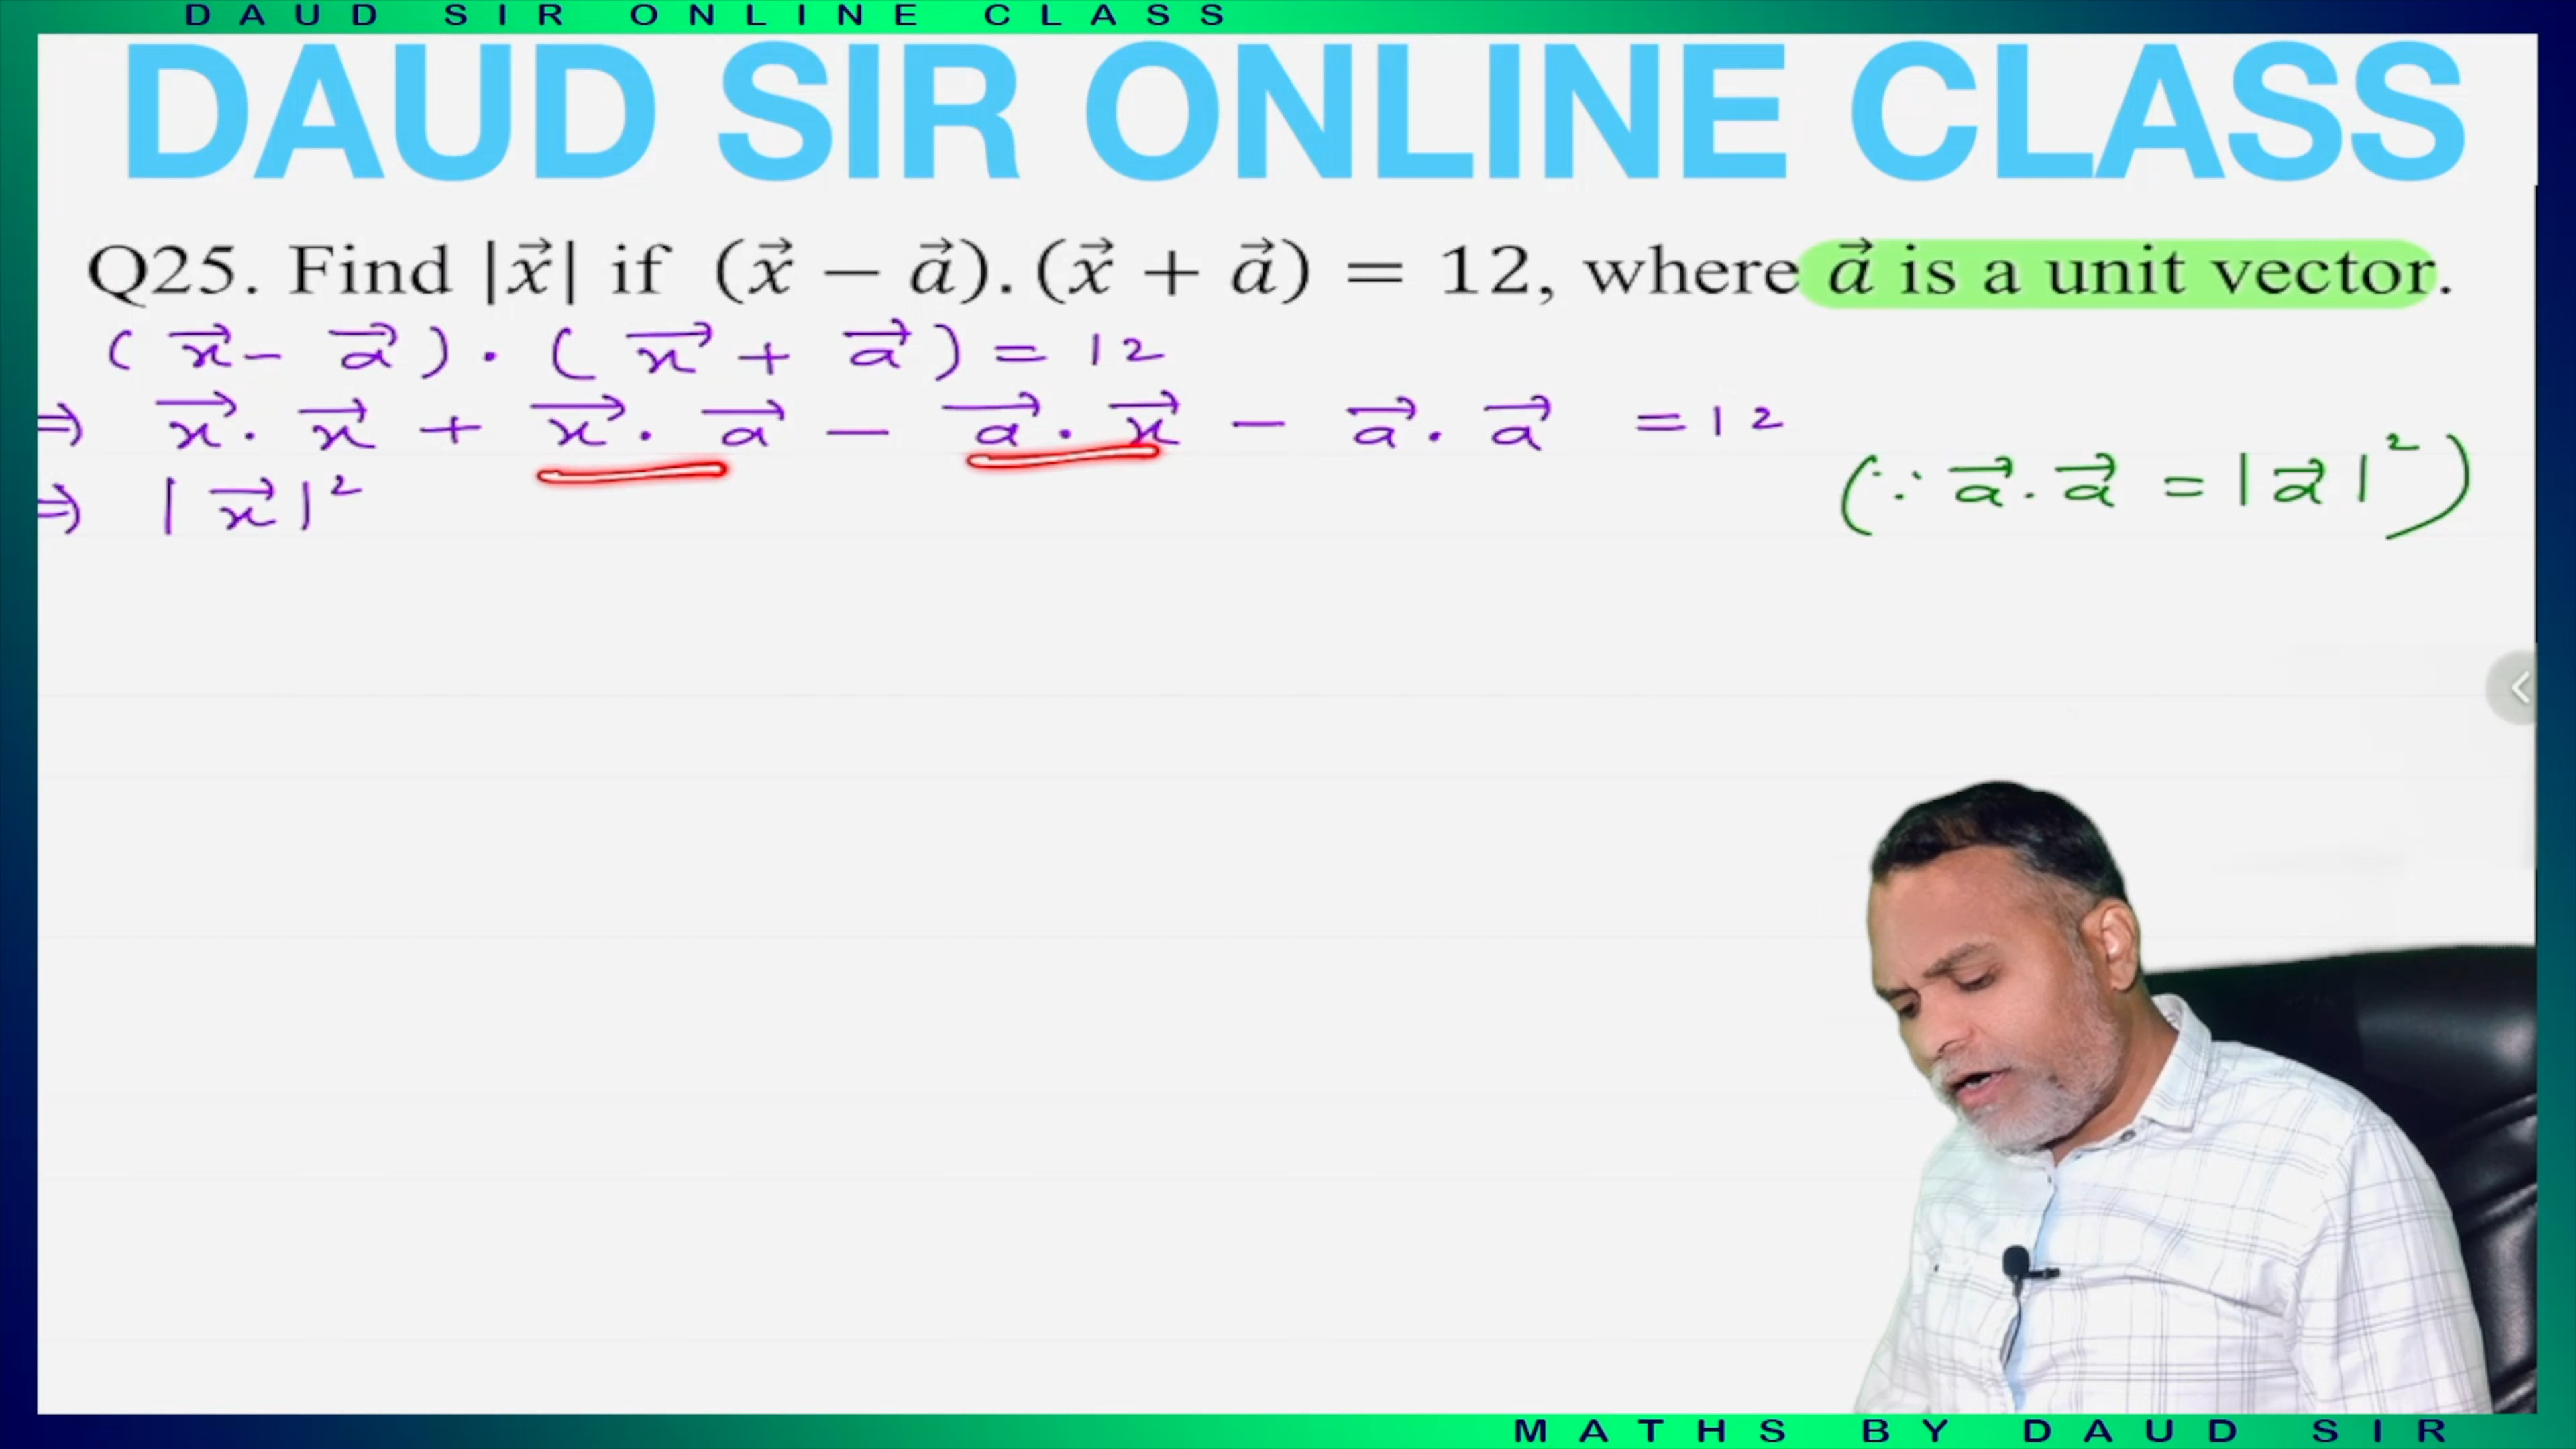 DAUD SIR ONLINE CLASS
DAUD SIR ONLINE CLASS
Q25. Find |x⃗| if (x⃗ − a⃗).(x⃗ + a⃗) = 12, where a⃗ is a unit vector.
(x⃗ − a⃗) · (x⃗ + a⃗) = 12
⇒ x⃗ · x⃗ + x⃗ · a⃗ − a⃗ · x⃗ − a⃗ · a⃗ = 12
(∵ a⃗ · a⃗ = |a⃗|²)
⇒ |x⃗|²
MATHS BY DAUD SIR